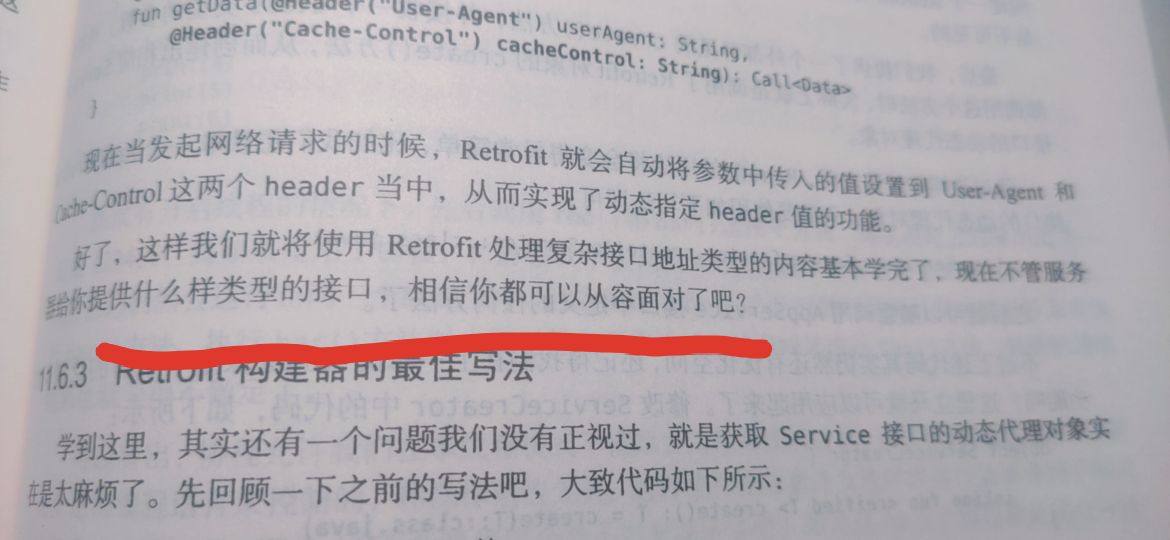 fun getData(@Header("User-Agent") userAgent: String,
@Header("Cache-Control") cacheControl: String): Call<Data>
}
现在当发起网络请求的时候，Retrofit 就会自动将参数中传入的值设置到 User-Agent 和
Cache-Control 这两个 header 当中，从而实现了动态指定 header 值的功能。
好了，这样我们就将使用 Retrofit 处理复杂接口地址类型的内容基本学完了，现在不管服务
器给你提供什么样类型的接口，相信你都可以从容面对了吧？
11.6.3 Retrofit 构建器的最佳写法
学到这里，其实还有一个问题我们没有正视过，就是获取 Service 接口的动态代理对象实
在是太麻烦了。先回顾一下之前的写法吧，大致代码如下所示：